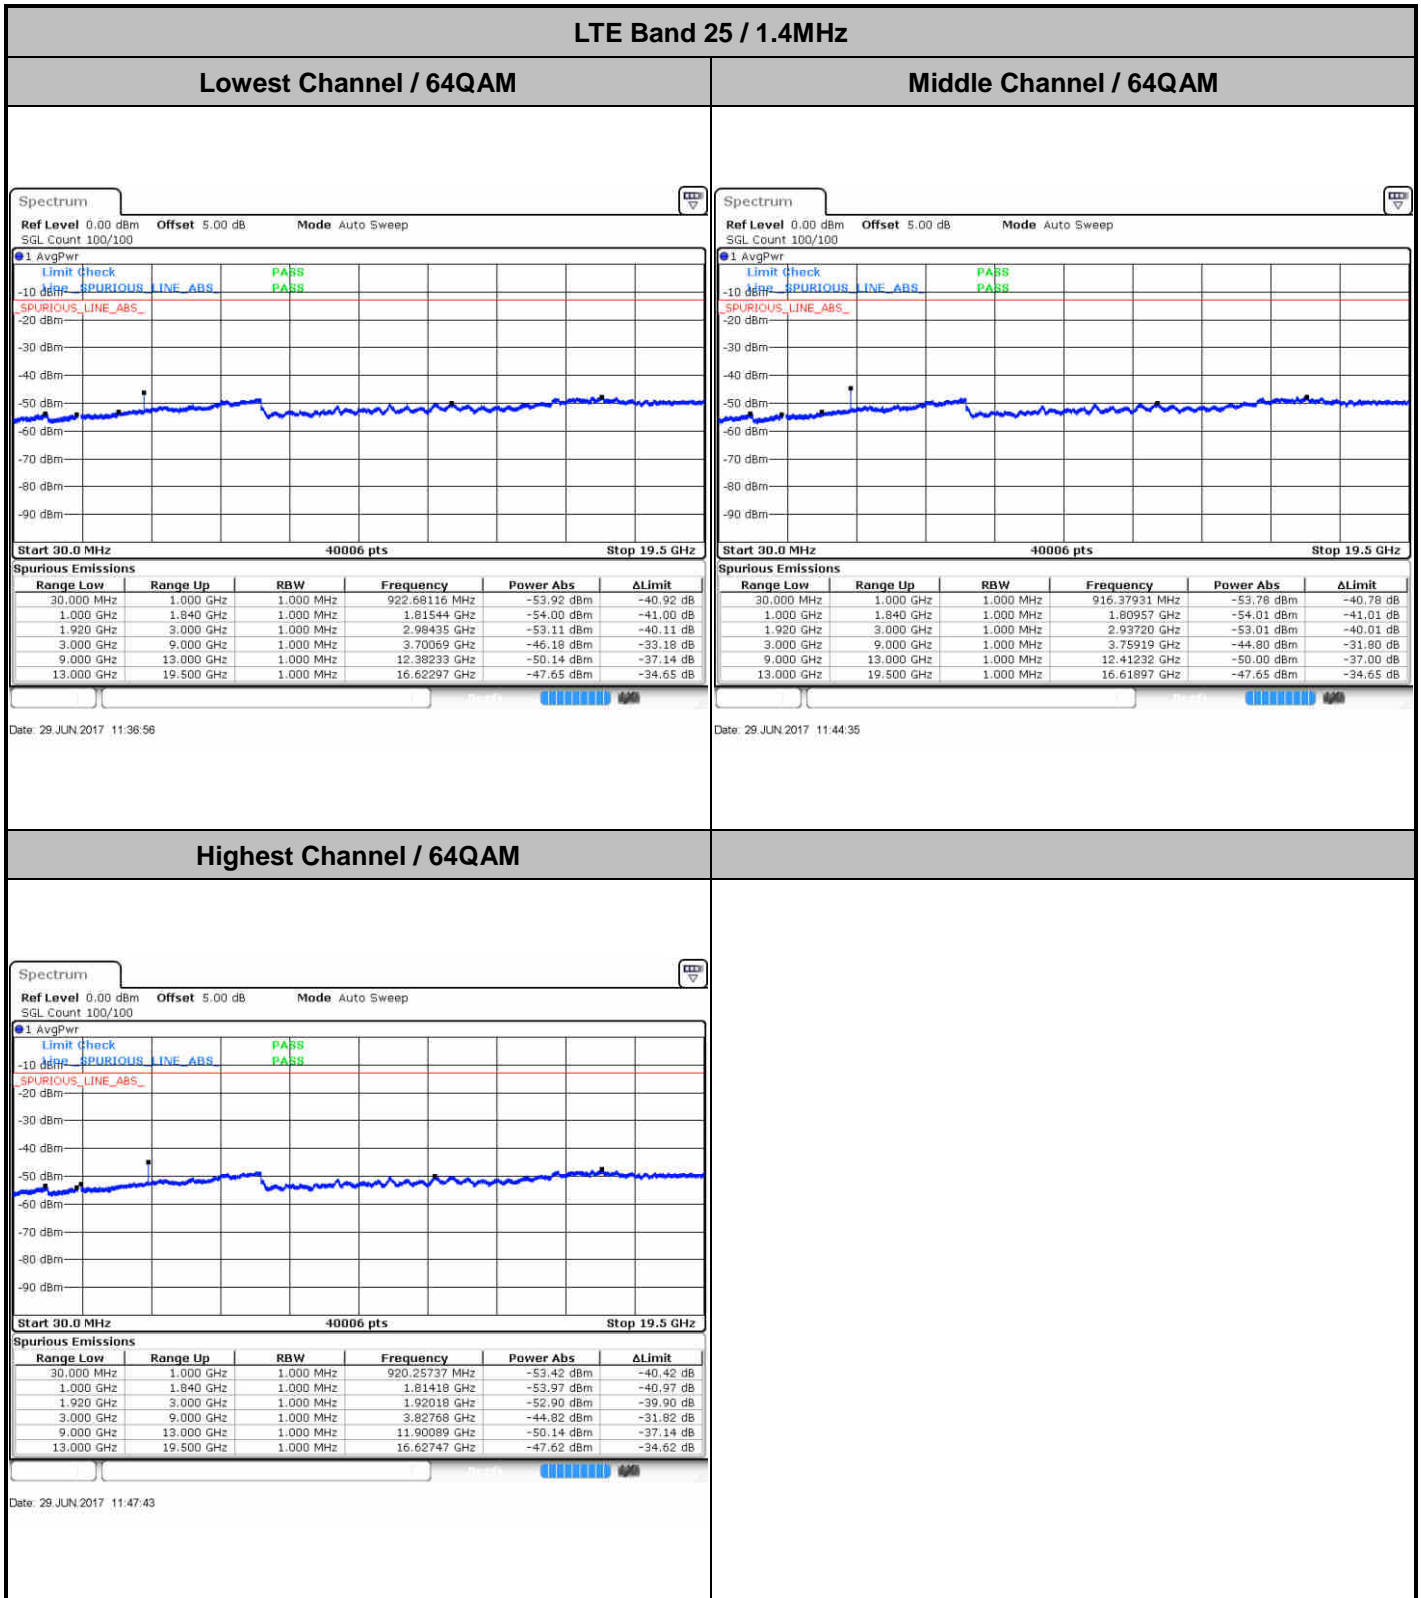 LTE Band 25 / 1.4MHz
Lowest Channel / 64QAM
Middle Channel / 64QAM
Spectrum
Ref Level 0.00 dBm Offset 5.00 dB Mode Auto Sweep
SGL Count 100/100
1 AvgPwr
Limit Check PASS
Line _SPURIOUS_LINE_ABS_ PASS
-10 dBm
_SPURIOUS_LINE_ABS_
-20 dBm
-30 dBm
-40 dBm
-50 dBm
-60 dBm
-70 dBm
-80 dBm
-90 dBm
Start 30.0 MHz 40006 pts Stop 19.5 GHz
Spurious Emissions
Range Low Range Up RBW Frequency Power Abs ΔLimit
30.000 MHz 1.000 GHz 1.000 MHz 922.68116 MHz -53.92 dBm -40.92 dB
1.000 GHz 1.840 GHz 1.000 MHz 1.81544 GHz -54.00 dBm -41.00 dB
1.920 GHz 3.000 GHz 1.000 MHz 2.98435 GHz -53.11 dBm -40.11 dB
3.000 GHz 9.000 GHz 1.000 MHz 3.70069 GHz -46.18 dBm -33.18 dB
9.000 GHz 13.000 GHz 1.000 MHz 12.38233 GHz -50.14 dBm -37.14 dB
13.000 GHz 19.500 GHz 1.000 MHz 16.62297 GHz -47.65 dBm -34.65 dB
Date: 29.JUN.2017 11:36:56
Spectrum
Ref Level 0.00 dBm Offset 5.00 dB Mode Auto Sweep
SGL Count 100/100
1 AvgPwr
Limit Check PASS
Line _SPURIOUS_LINE_ABS_ PASS
-10 dBm
_SPURIOUS_LINE_ABS_
-20 dBm
-30 dBm
-40 dBm
-50 dBm
-60 dBm
-70 dBm
-80 dBm
-90 dBm
Start 30.0 MHz 40006 pts Stop 19.5 GHz
Spurious Emissions
Range Low Range Up RBW Frequency Power Abs ΔLimit
30.000 MHz 1.000 GHz 1.000 MHz 916.37931 MHz -53.78 dBm -40.78 dB
1.000 GHz 1.840 GHz 1.000 MHz 1.80957 GHz -54.01 dBm -41.01 dB
1.920 GHz 3.000 GHz 1.000 MHz 2.93720 GHz -53.01 dBm -40.01 dB
3.000 GHz 9.000 GHz 1.000 MHz 3.75919 GHz -44.80 dBm -31.80 dB
9.000 GHz 13.000 GHz 1.000 MHz 12.41232 GHz -50.00 dBm -37.00 dB
13.000 GHz 19.500 GHz 1.000 MHz 16.61897 GHz -47.65 dBm -34.65 dB
Date: 29.JUN.2017 11:44:35
Highest Channel / 64QAM
Spectrum
Ref Level 0.00 dBm Offset 5.00 dB Mode Auto Sweep
SGL Count 100/100
1 AvgPwr
Limit Check PASS
Line _SPURIOUS_LINE_ABS_ PASS
-10 dBm
_SPURIOUS_LINE_ABS_
-20 dBm
-30 dBm
-40 dBm
-50 dBm
-60 dBm
-70 dBm
-80 dBm
-90 dBm
Start 30.0 MHz 40006 pts Stop 19.5 GHz
Spurious Emissions
Range Low Range Up RBW Frequency Power Abs ΔLimit
30.000 MHz 1.000 GHz 1.000 MHz 920.25737 MHz -53.42 dBm -40.42 dB
1.000 GHz 1.840 GHz 1.000 MHz 1.81418 GHz -53.97 dBm -40.97 dB
1.920 GHz 3.000 GHz 1.000 MHz 1.92018 GHz -52.90 dBm -39.90 dB
3.000 GHz 9.000 GHz 1.000 MHz 3.82768 GHz -44.82 dBm -31.82 dB
9.000 GHz 13.000 GHz 1.000 MHz 11.90089 GHz -50.14 dBm -37.14 dB
13.000 GHz 19.500 GHz 1.000 MHz 16.62747 GHz -47.62 dBm -34.62 dB
Date: 29.JUN.2017 11:47:43